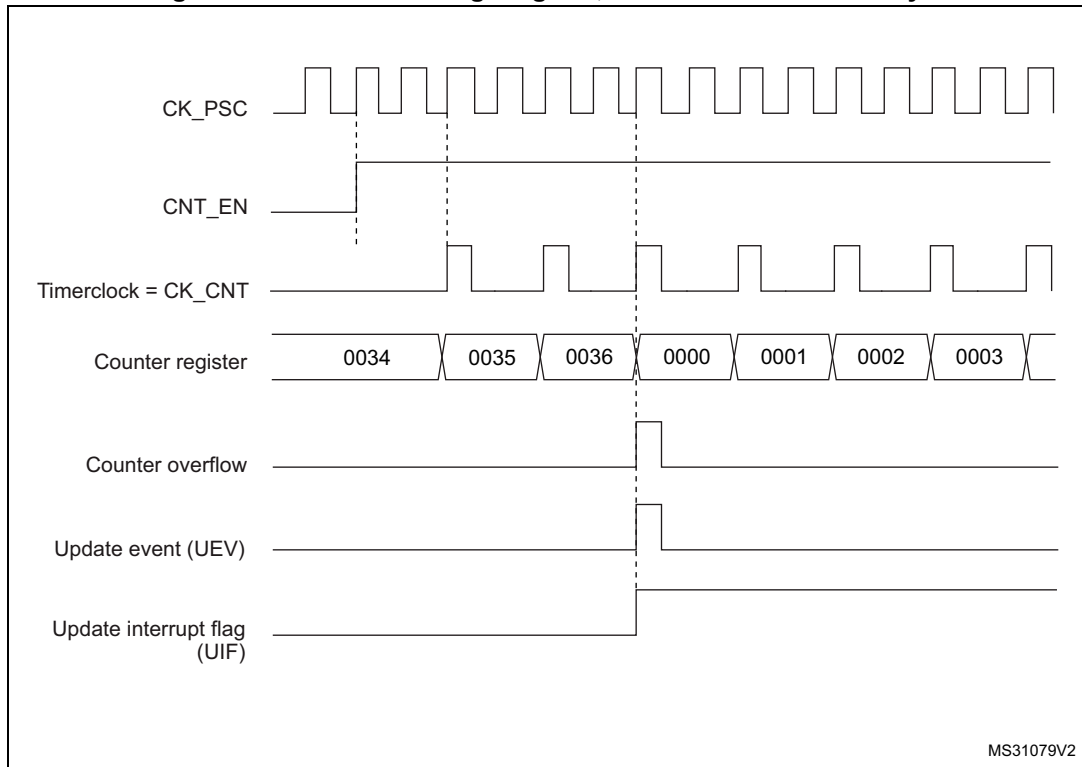 CK_PSC
CNT_EN
Timerclock = CK_CNT
Counter register
0034 0035 0036 0000 0001 0002 0003
Counter overflow
Update event (UEV)
Update interrupt flag
(UIF)
MS31079V2